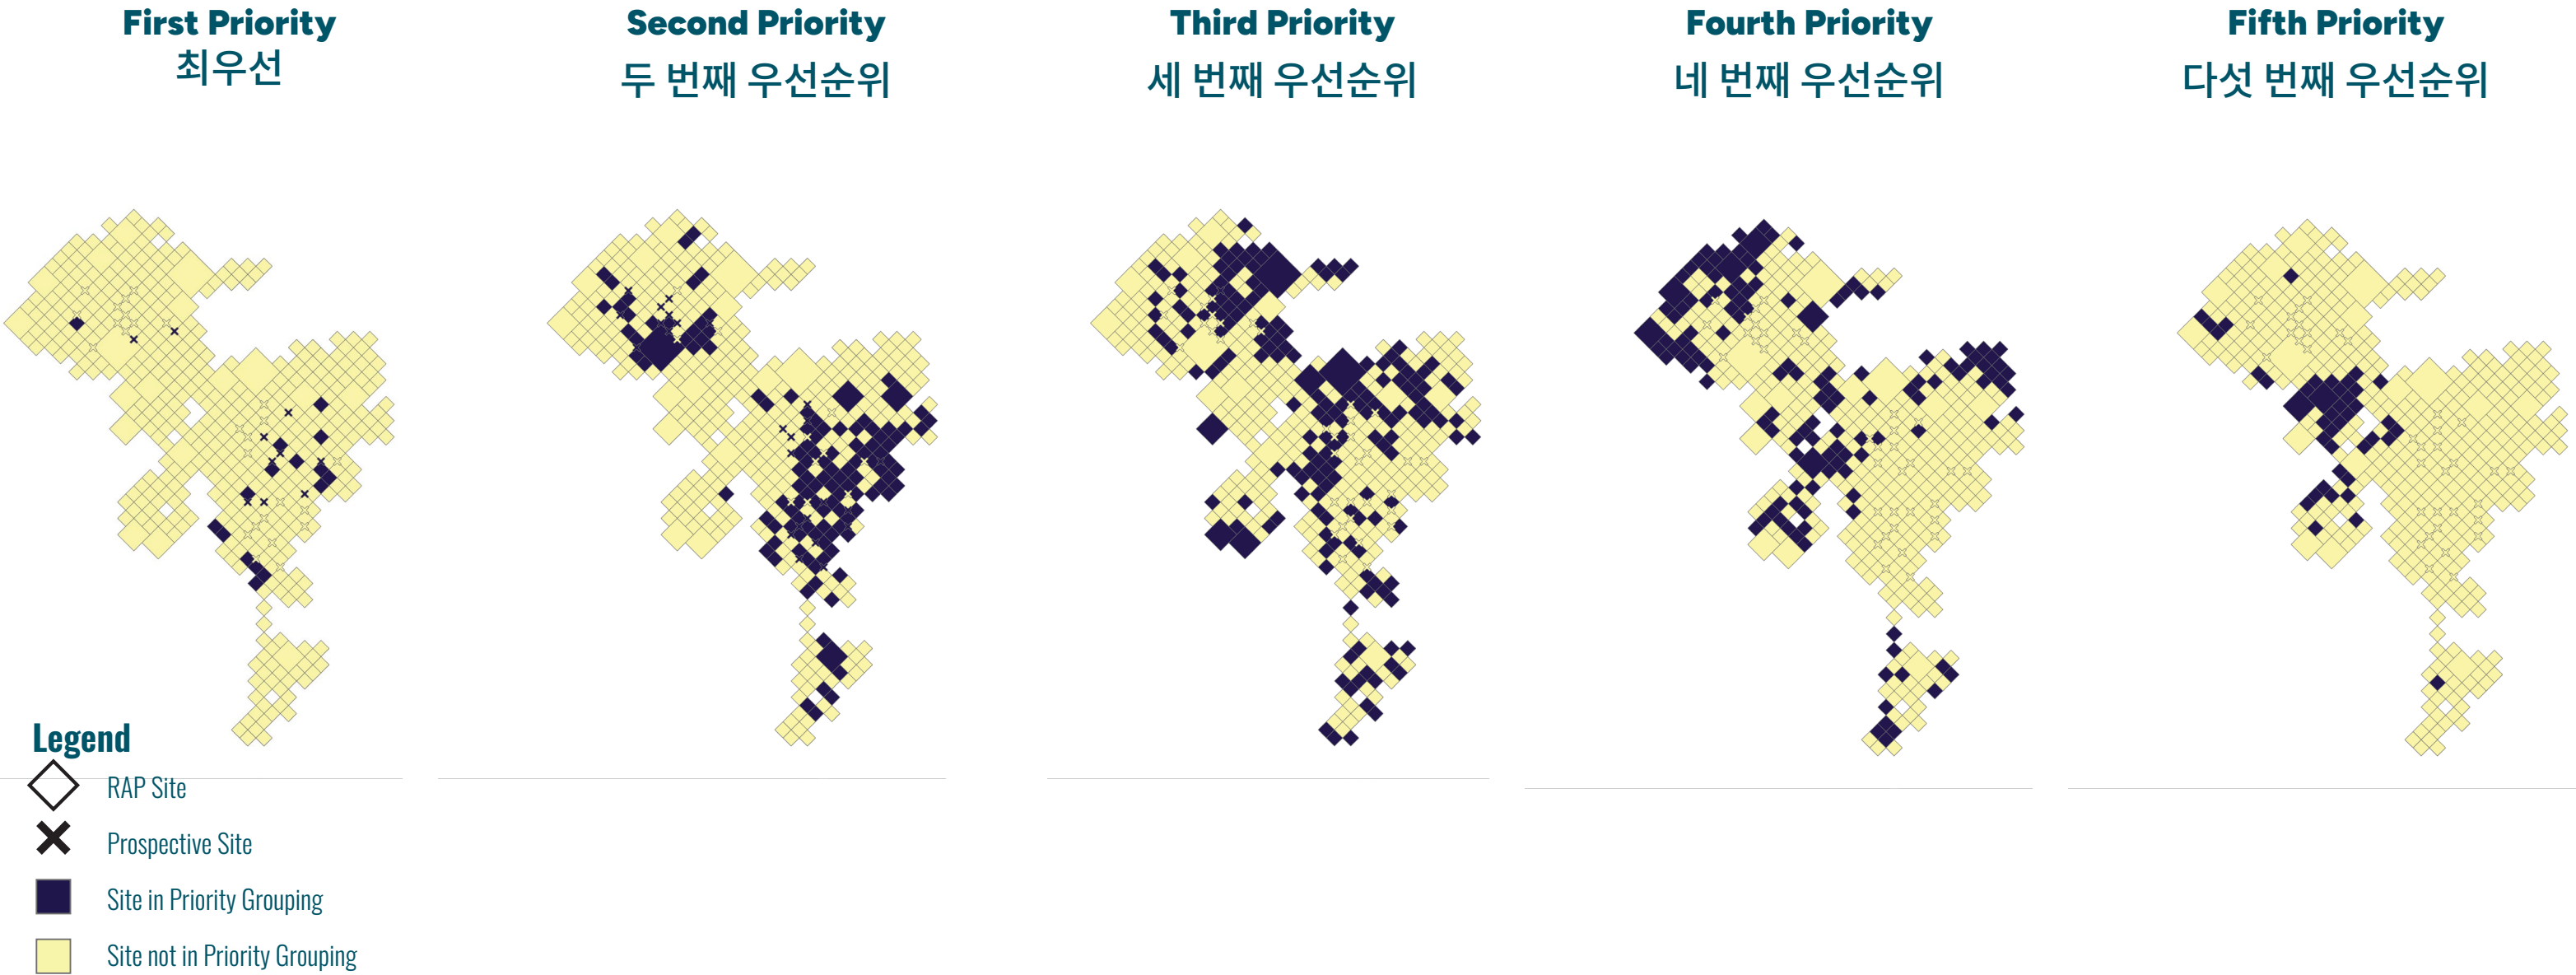 First Priority
최우선
Second Priority
두 번째 우선순위
Third Priority
세 번째 우선순위
Fourth Priority
네 번째 우선순위
Fifth Priority
다섯 번째 우선순위
Legend
RAP Site
Prospective Site
Site in Priority Grouping
Site not in Priority Grouping